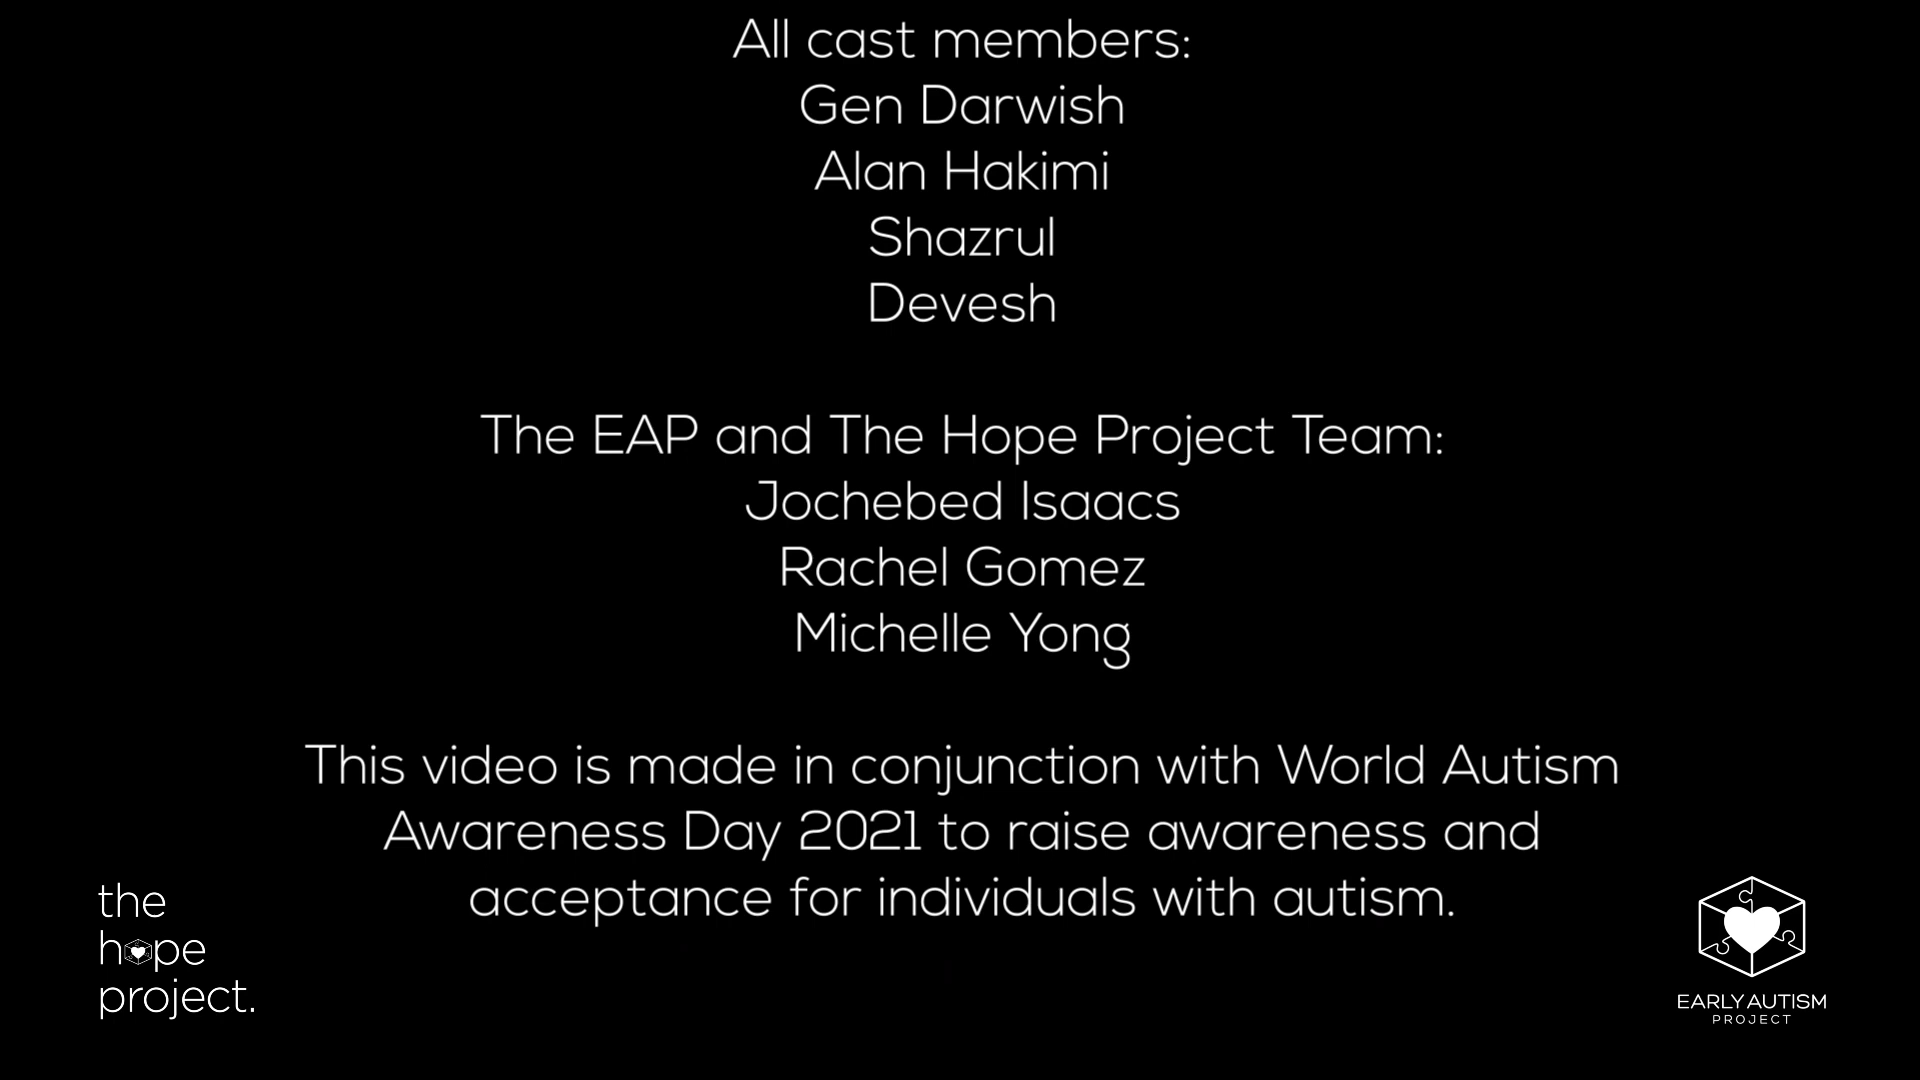 All cast members:
Gen Darwish
Alan Hakimi
Shazrul
Devesh
The EAP and The Hope Project Team:
Jochebed Isaacs
Rachel Gomez
Michelle Yong
This video is made in conjunction with World Autism
Awareness Day 2021 to raise awareness and
acceptance for individuals with autism.
the
hope
project.
EARLY AUTISM
PROJECT